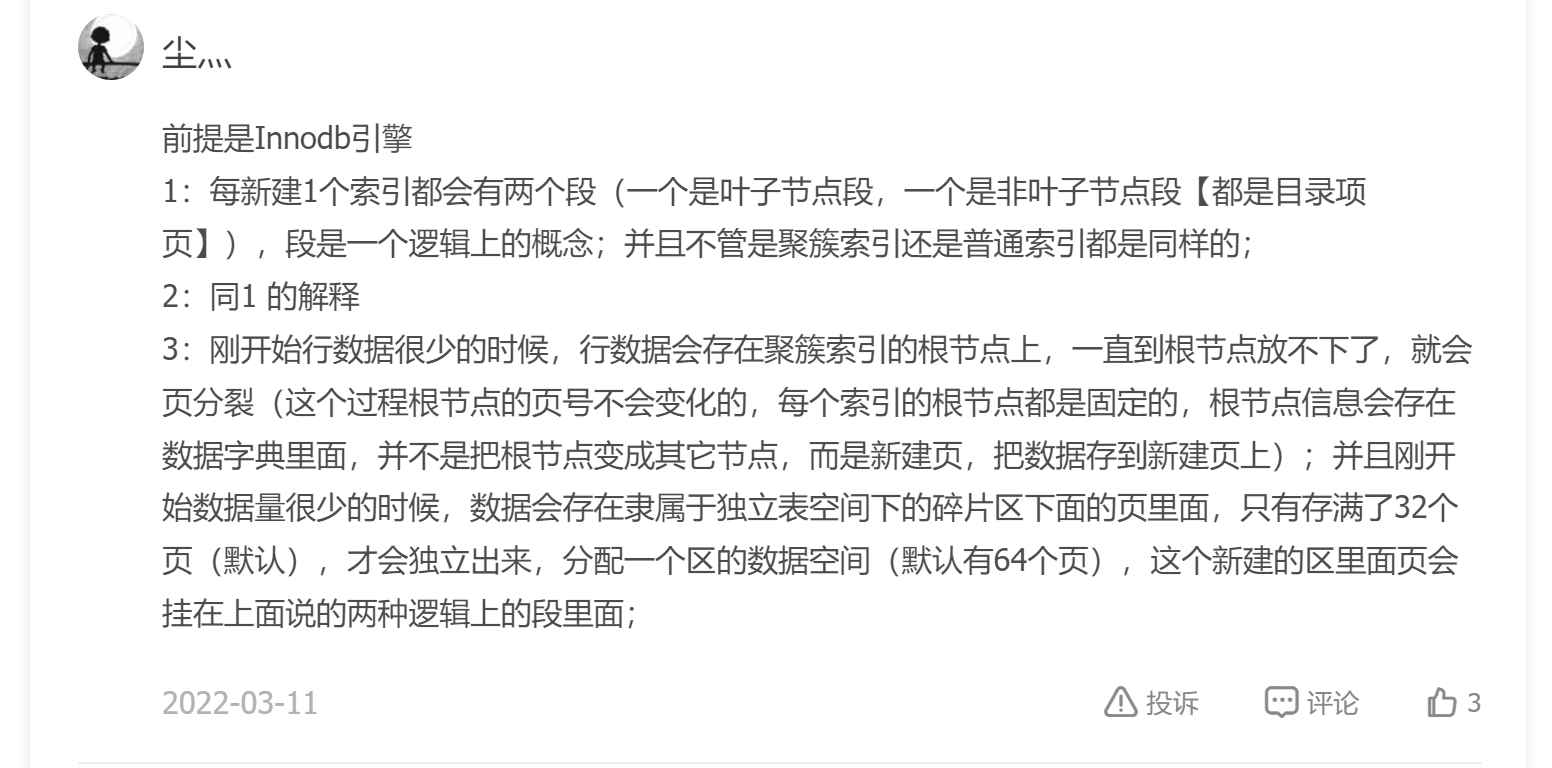 尘灬
前提是Innodb引擎
1：每新建1个索引都会有两个段（一个是叶子节点段，一个是非叶子节点段【都是目录项
页】），段是一个逻辑上的概念；并且不管是聚簇索引还是普通索引都是同样的；
2：同1 的解释
3：刚开始行数据很少的时候，行数据会存在聚簇索引的根节点上，一直到根节点放不下了，就会
页分裂（这个过程根节点的页号不会变化的，每个索引的根节点都是固定的，根节点信息会存在
数据字典里面，并不是把根节点变成其它节点，而是新建页，把数据存到新建页上）；并且刚开
始数据量很少的时候，数据会存在隶属于独立表空间下的碎片区下面的页里面，只有存满了32个
页（默认），才会独立出来，分配一个区的数据空间（默认有64个页），这个新建的区里面页会
挂在上面说的两种逻辑上的段里面；
2022-03-11 投诉 评论 3